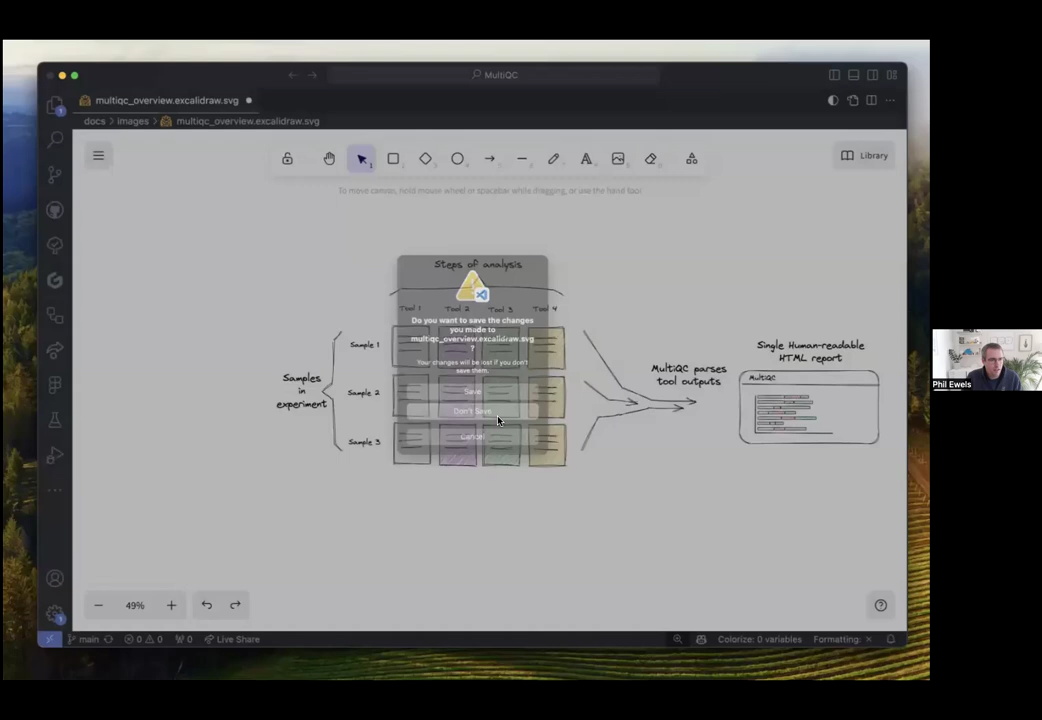 MultiQC
multiqc_overview.excalidraw.svg
docs > images > multiqc_overview.excalidraw.svg
Library
To move canvas, hold mouse wheel or spacebar while dragging, or use the hand tool
Steps of analysis
Tool 1 Tool 2 Tool 3 Tool 4
Do you want to save the changes
you made to
multiqc_overview.excalidraw.svg
?
Your changes will be lost if you don't
save them.
Save
Don't Save
Cancel
Samples
in
experiment
Sample 1
Sample 2
Sample 3
MultiQC parses
tool outputs
Single Human-readable
HTML report
MultiQC
Phil Ewels
49%
main
0 0
0
Live Share
Colorize: 0 variables
Formatting: ×